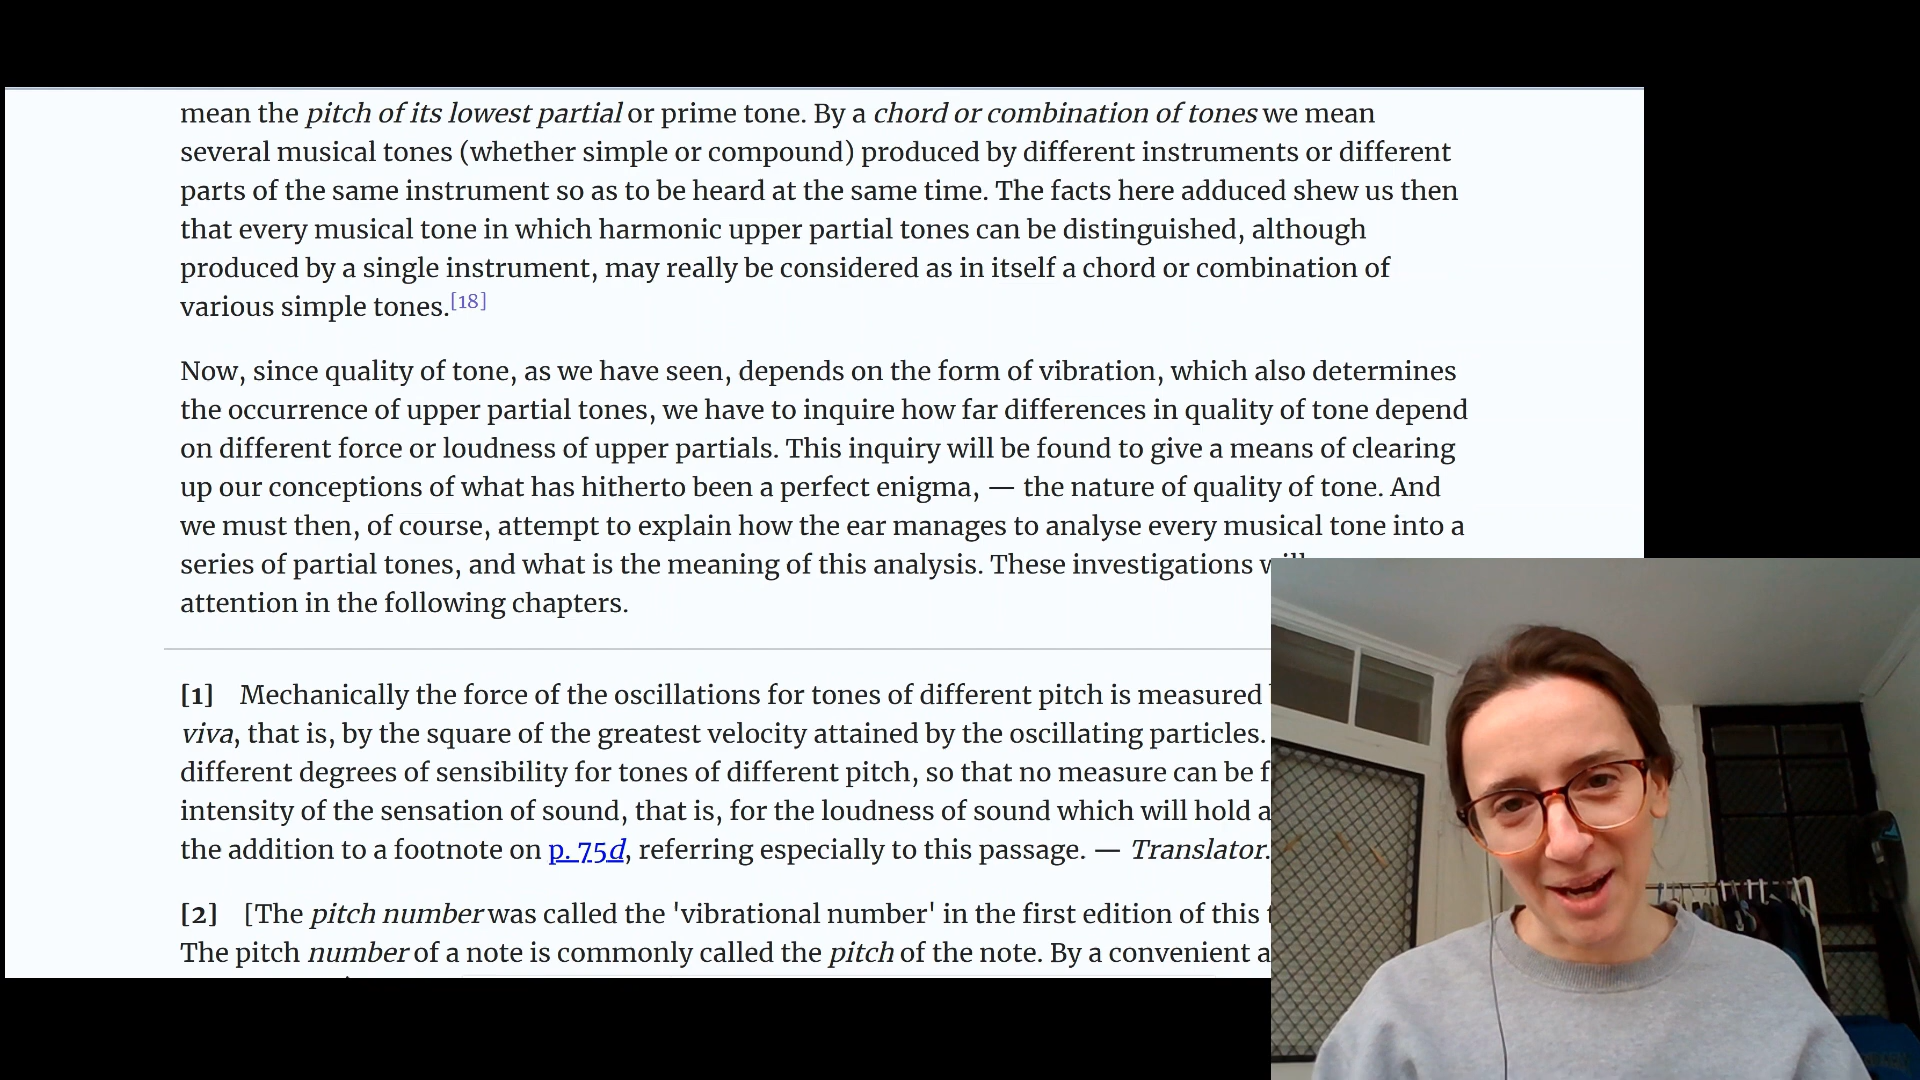 mean the pitch of its lowest partial or prime tone. By a chord or combination of tones we mean
several musical tones (whether simple or compound) produced by different instruments or different
parts of the same instrument so as to be heard at the same time. The facts here adduced shew us then
that every musical tone in which harmonic upper partial tones can be distinguished, although
produced by a single instrument, may really be considered as in itself a chord or combination of
various simple tones.[18]
Now, since quality of tone, as we have seen, depends on the form of vibration, which also determines
the occurrence of upper partial tones, we have to inquire how far differences in quality of tone depend
on different force or loudness of upper partials. This inquiry will be found to give a means of clearing
up our conceptions of what has hitherto been a perfect enigma, — the nature of quality of tone. And
we must then, of course, attempt to explain how the ear manages to analyse every musical tone into a
series of partial tones, and what is the meaning of this analysis. These investigations will
attention in the following chapters.
[1] Mechanically the force of the oscillations for tones of different pitch is measured
viva, that is, by the square of the greatest velocity attained by the oscillating particles.
different degrees of sensibility for tones of different pitch, so that no measure can be
intensity of the sensation of sound, that is, for the loudness of sound which will hold
the addition to a footnote on p. 75d, referring especially to this passage. — Translator.
[2] [The pitch number was called the 'vibrational number' in the first edition of this
The pitch number of a note is commonly called the pitch of the note. By a convenient